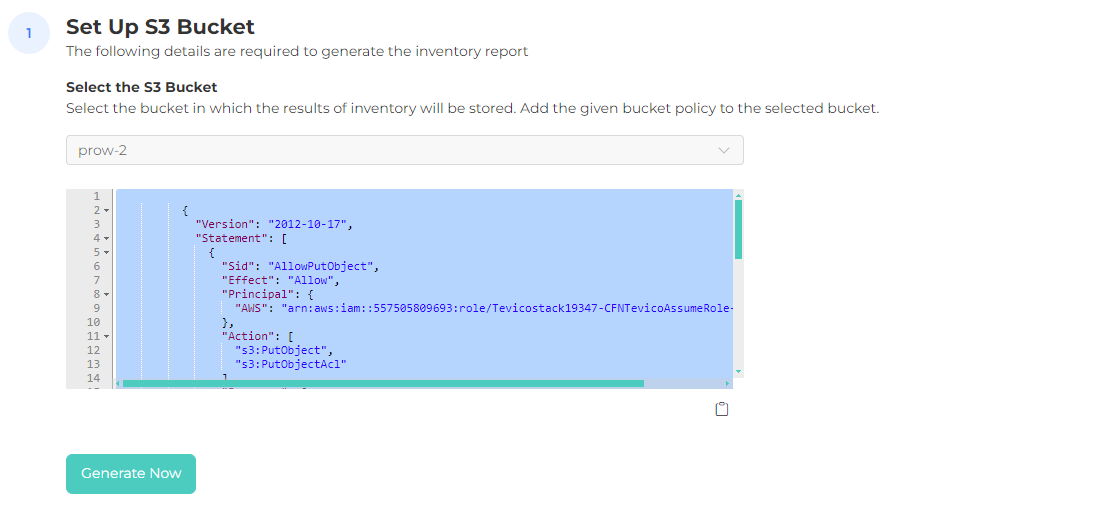 1
Set Up S3 Bucket
The following details are required to generate the inventory report
Select the S3 Bucket
Select the bucket in which the results of inventory will be stored. Add the given bucket policy to the selected bucket.
prow-2
1
2 {
3 "Version": "2012-10-17",
4 "Statement": [
5 {
6 "Sid": "AllowPutObject",
7 "Effect": "Allow",
8 "Principal": {
9 "AWS": "arn:aws:iam::557505809693:role/Tevicostack19347-CFNTevicoAssumeRole-
10 },
11 "Action": [
12 "s3:PutObject",
13 "s3:PutObjectAcl"
14 ]
Generate Now